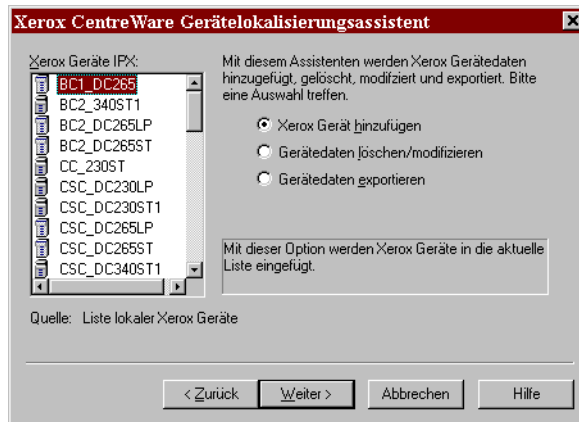 Xerox CentreWare Gerätelokalisierungsassistent
Xerox Geräte IPX:
BC1_DC265
BC2_340ST1
BC2_DC265LP
BC2_DC265ST
CC_230ST
CSC_DC230LP
CSC_DC230ST1
CSC_DC265LP
CSC_DC265ST
CSC_DC340ST1
Mit diesem Assistenten werden Xerox Gerätedaten
hinzugefügt, gelöscht, modifziert und exportiert. Bitte
eine Auswahl treffen.
Xerox Gerät hinzufügen
Gerätedaten löschen/modifizieren
Gerätedaten exportieren
Mit dieser Option werden Xerox Geräte in die aktuelle
Liste eingefügt.
Quelle: Liste lokaler Xerox Geräte
< Zurück
Weiter >
Abbrechen
Hilfe